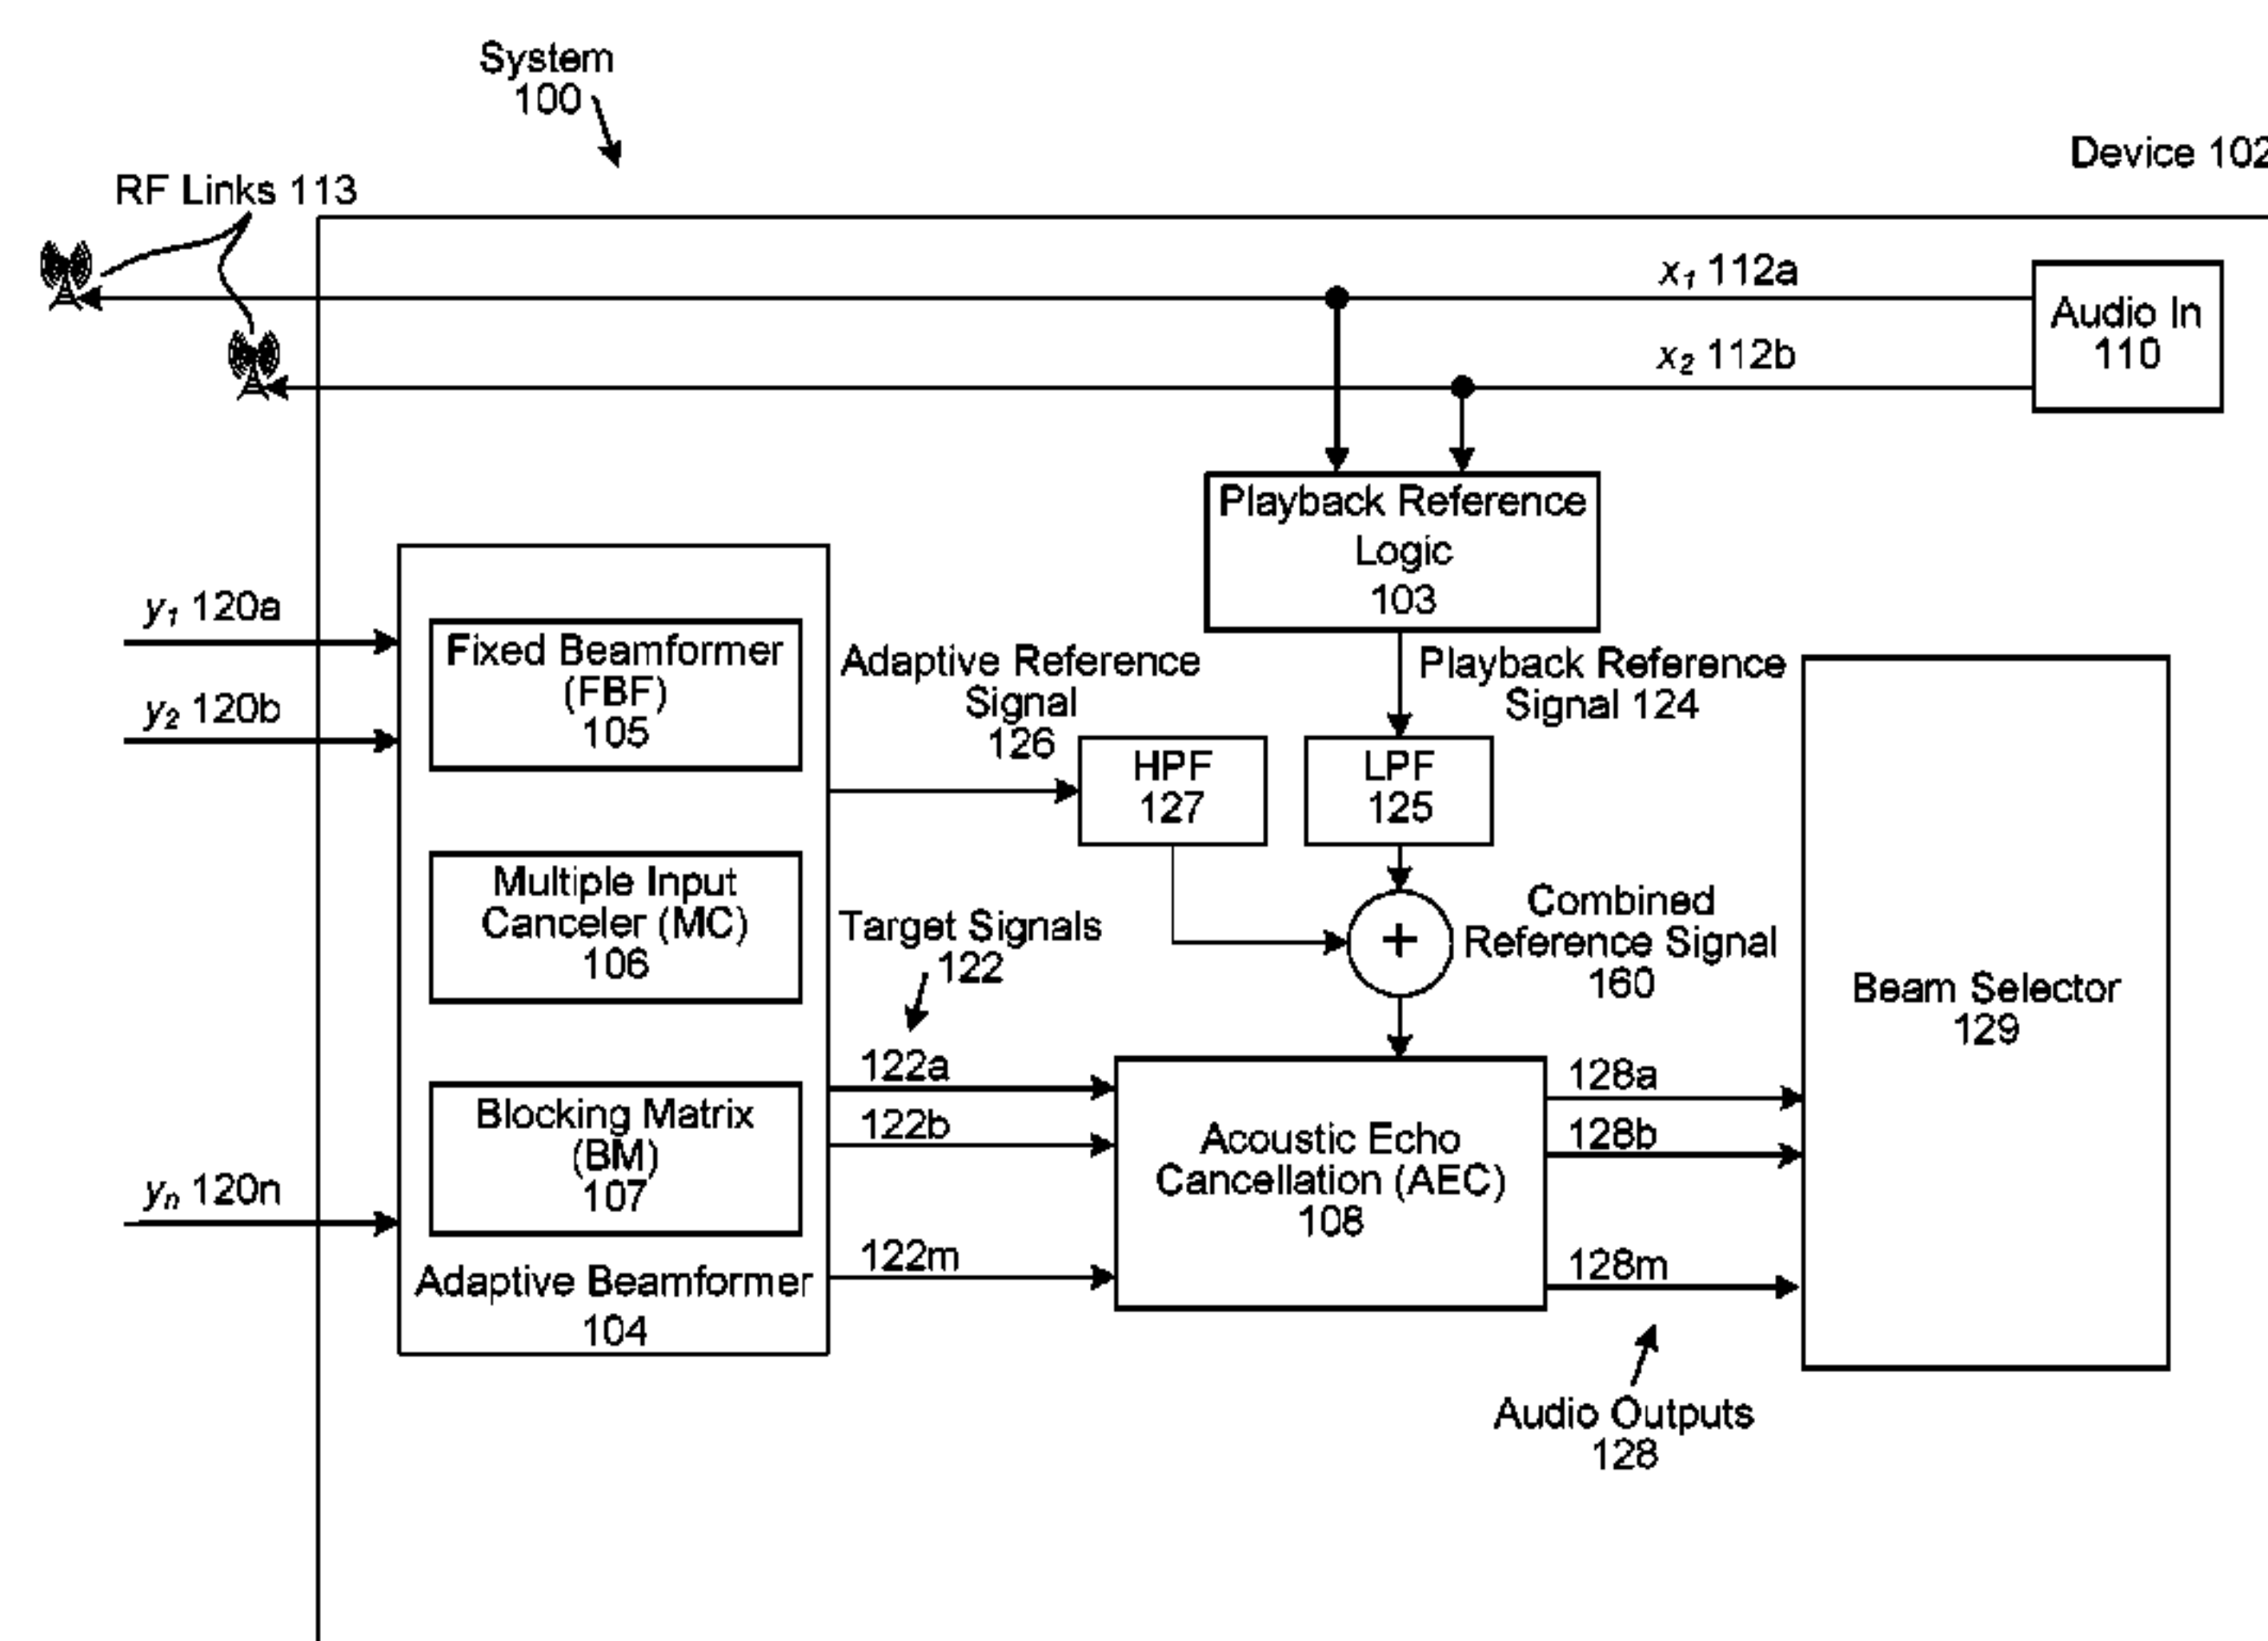 System
100
Device 102
RF Links 113
x1 112a
Audio In
110
x2 112b
Playback Reference
Logic
103
y1 120a
Fixed Beamformer
(FBF)
105
Adaptive Reference
Signal
126
Playback Reference
Signal 124
y2 120b
HPF
127
LPF
125
Multiple Input
Canceler (MC)
106
Target Signals
122
+
Combined
Reference Signal
160
Beam Selector
129
122a
128a
122b
128b
Blocking Matrix
(BM)
107
Acoustic Echo
Cancellation (AEC)
108
yn 120n
122m
128m
Adaptive Beamformer
104
Audio Outputs
128